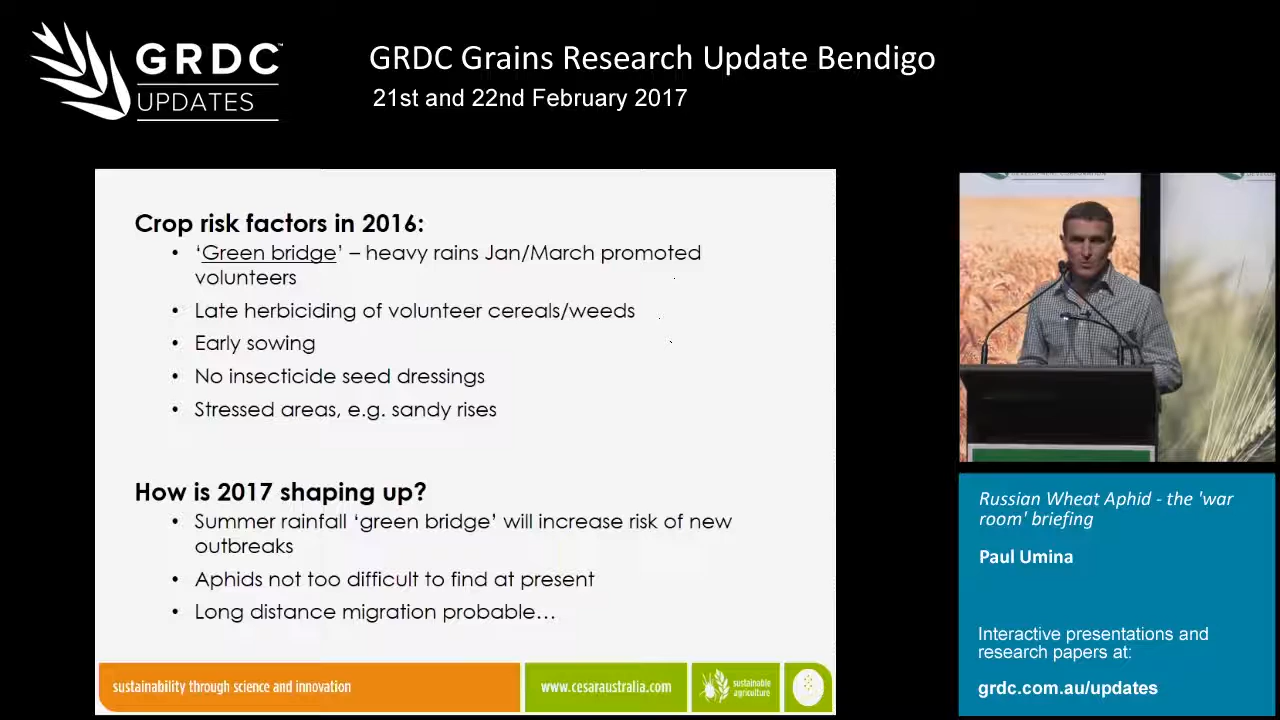 GRDC™
UPDATES
GRDC Grains Research Update Bendigo
21st and 22nd February 2017
Crop risk factors in 2016:
• ‘Green bridge’ – heavy rains Jan/March promoted
volunteers
• Late herbiciding of volunteer cereals/weeds
• Early sowing
• No insecticide seed dressings
• Stressed areas, e.g. sandy rises
How is 2017 shaping up?
• Summer rainfall ‘green bridge’ will increase risk of new
outbreaks
• Aphids not too difficult to find at present
• Long distance migration probable…
sustainability through science and innovation
www.cesaraustralia.com
sustainable
agriculture
Russian Wheat Aphid - the 'war
room' briefing
Paul Umina
Interactive presentations and
research papers at:
grdc.com.au/updates